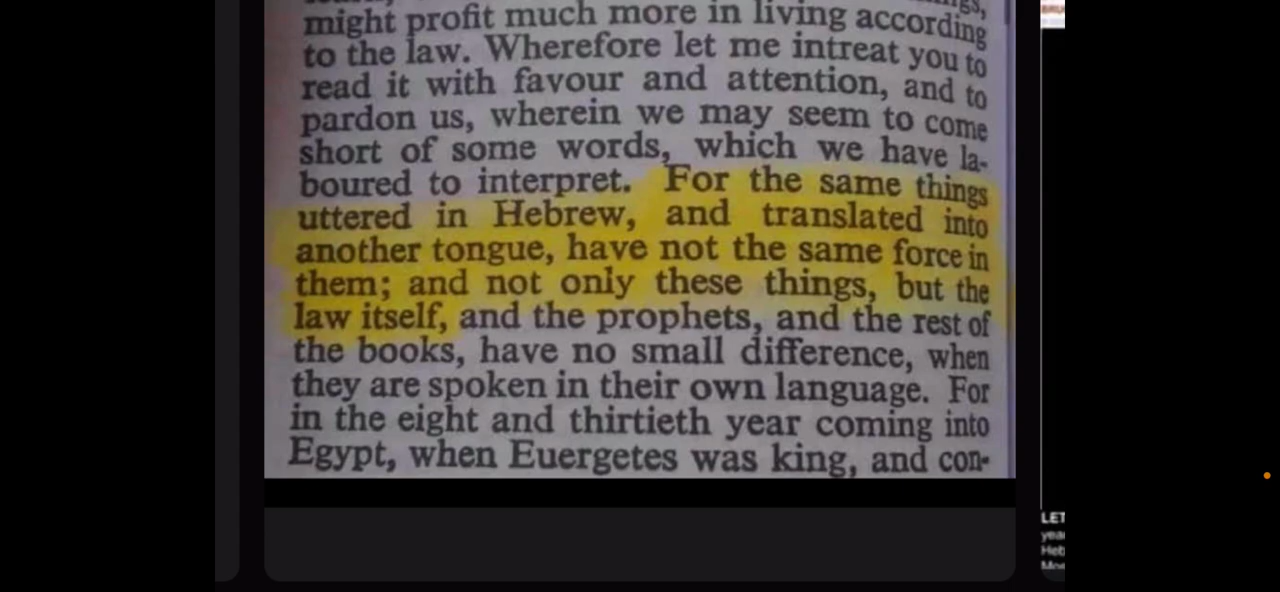 might profit much more in living according
to the law. Wherefore let me intreat you to
read it with favour and attention, and to
pardon us, wherein we may seem to come
short of some words, which we have la-
boured to interpret. For the same things
uttered in Hebrew, and translated into
another tongue, have not the same force in
them; and not only these things, but the
law itself, and the prophets, and the rest of
the books, have no small difference, when
they are spoken in their own language. For
in the eight and thirtieth year coming into
Egypt, when Euergetes was king, and con-
LET